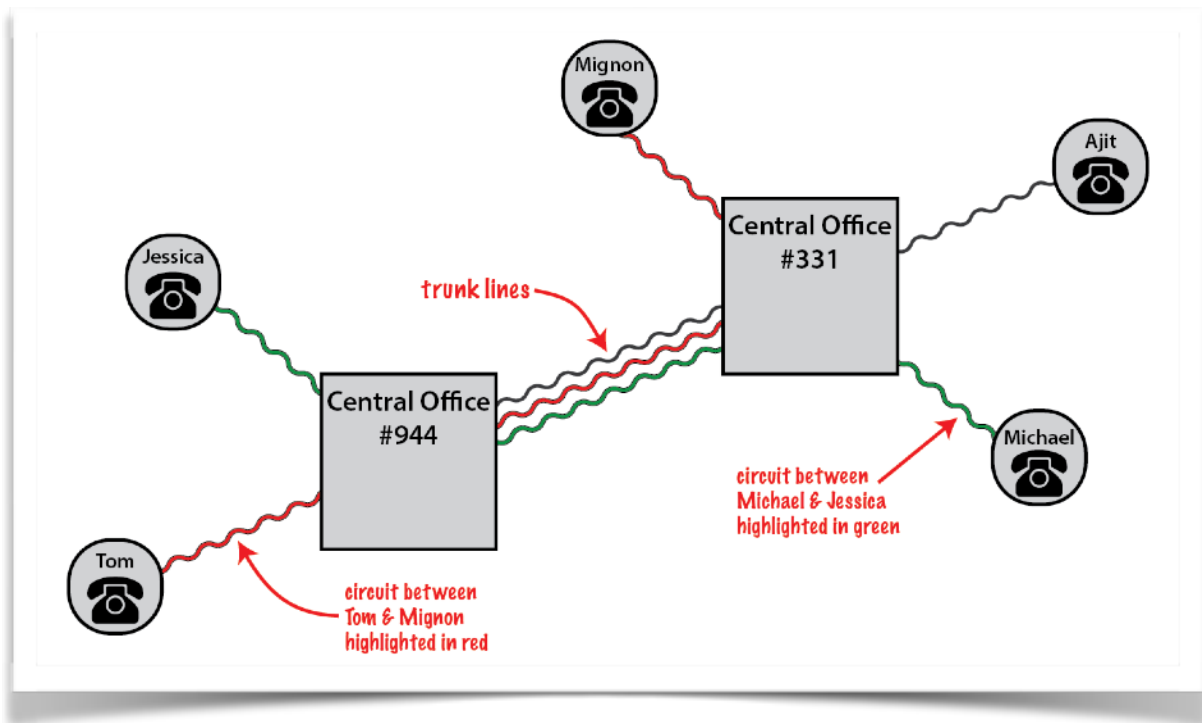 Mignon
Ajit
Central Office
#331
Jessica
trunk lines
Central Office
#944
Michael
circuit between
Michael & Jessica
highlighted in green
Tom
circuit between
Tom & Mignon
highlighted in red